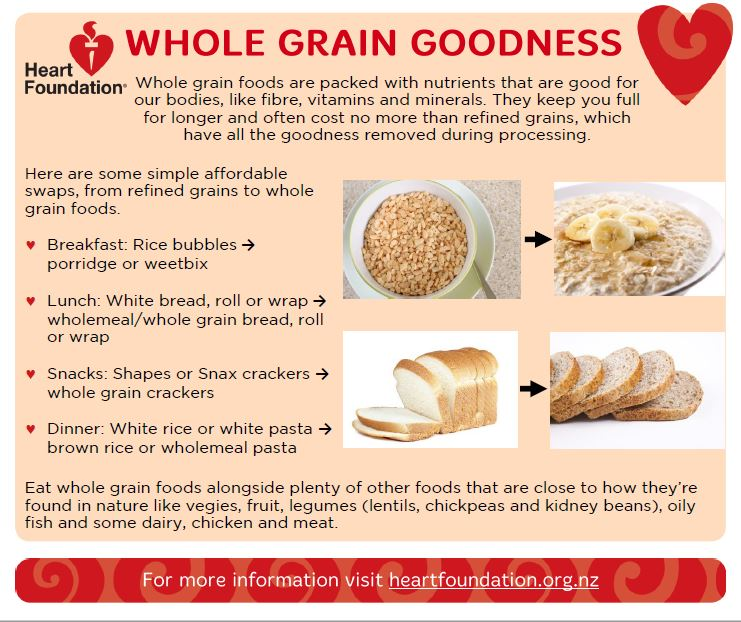 WHOLE GRAIN GOODNESS
Heart
Foundation®
Whole grain foods are packed with nutrients that are good for
our bodies, like fibre, vitamins and minerals. They keep you full
for longer and often cost no more than refined grains, which
have all the goodness removed during processing.
Here are some simple affordable
swaps, from refined grains to whole
grain foods.
♥ Breakfast: Rice bubbles →
porridge or weetbix
♥ Lunch: White bread, roll or wrap →
wholemeal/whole grain bread, roll
or wrap
♥ Snacks: Shapes or Snax crackers →
whole grain crackers
♥ Dinner: White rice or white pasta →
brown rice or wholemeal pasta
Eat whole grain foods alongside plenty of other foods that are close to how they're
found in nature like vegies, fruit, legumes (lentils, chickpeas and kidney beans), oily
fish and some dairy, chicken and meat.
For more information visit heartfoundation.org.nz